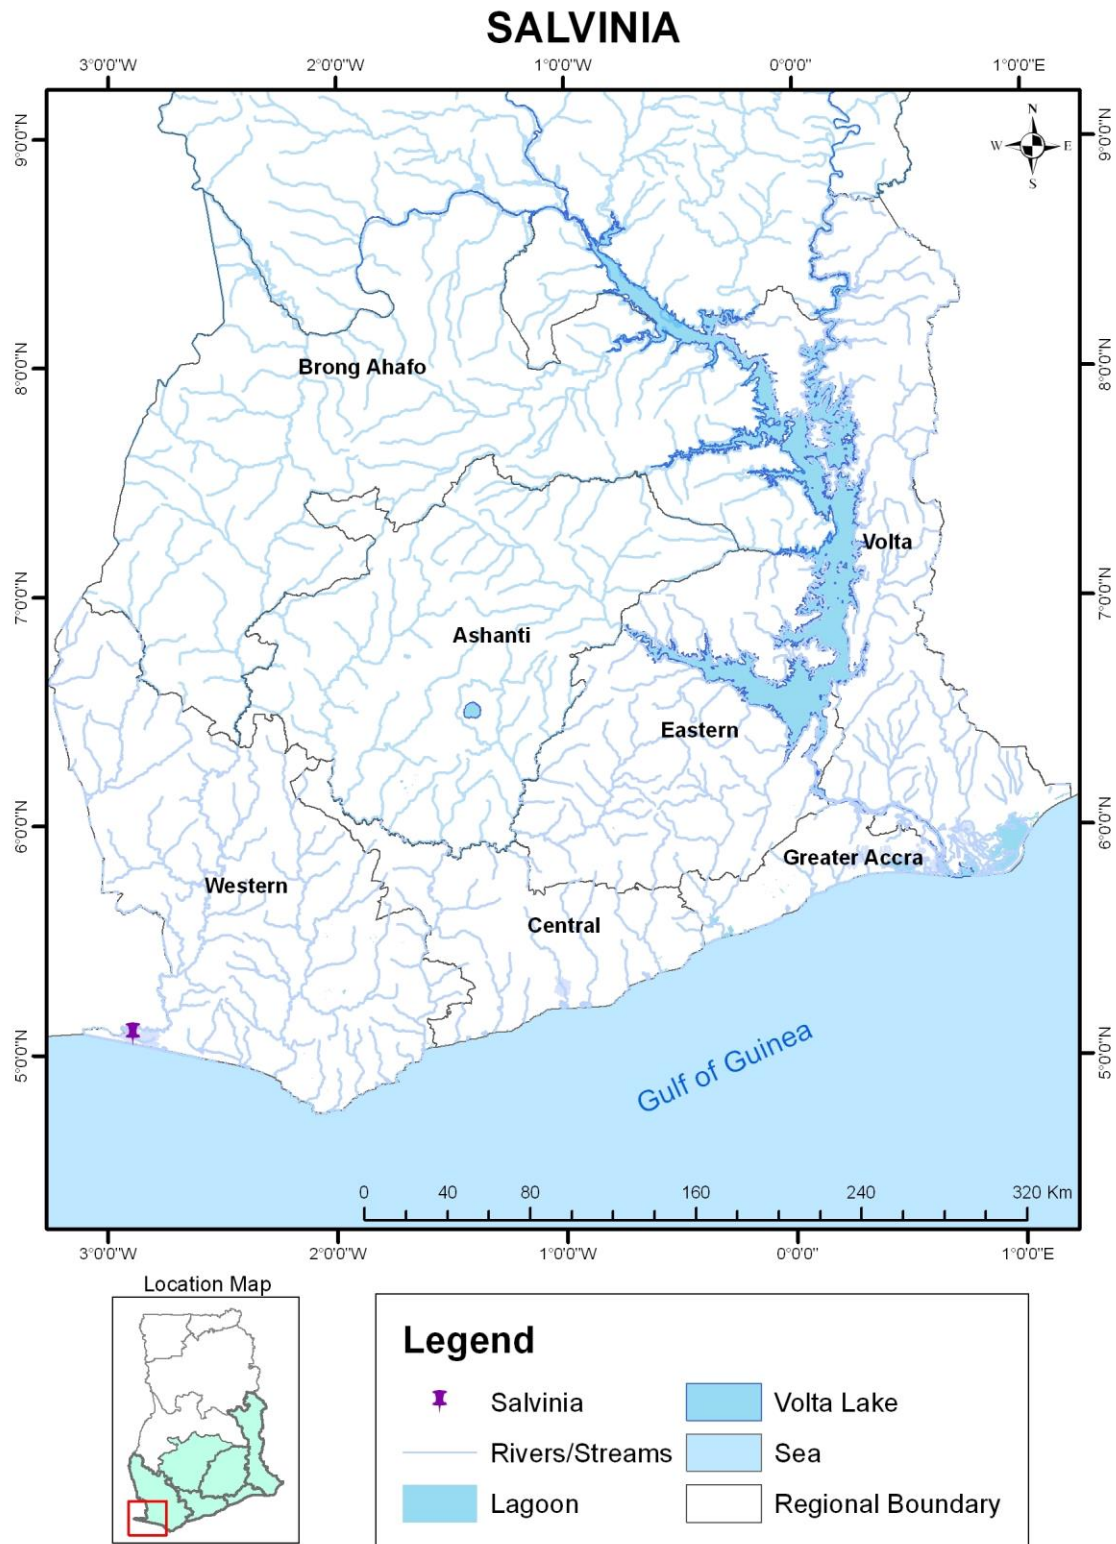 SALVINIA
3°0'0"W 2°0'0"W 1°0'0"W 0°0'0" 1°0'0"E
N
W E
S
9°0'0"N 9°0'0"N
8°0'0"N 8°0'0"N
7°0'0"N 7°0'0"N
6°0'0"N 6°0'0"N
5°0'0"N 5°0'0"N
Brong Ahafo
Volta
Ashanti
Eastern
Greater Accra
Western
Central
Gulf of Guinea
0 40 80 160 240 320 Km
3°0'0"W 2°0'0"W 1°0'0"W 0°0'0" 1°0'0"E
Location Map
Legend
Salvinia
Volta Lake
Rivers/Streams
Sea
Lagoon
Regional Boundary